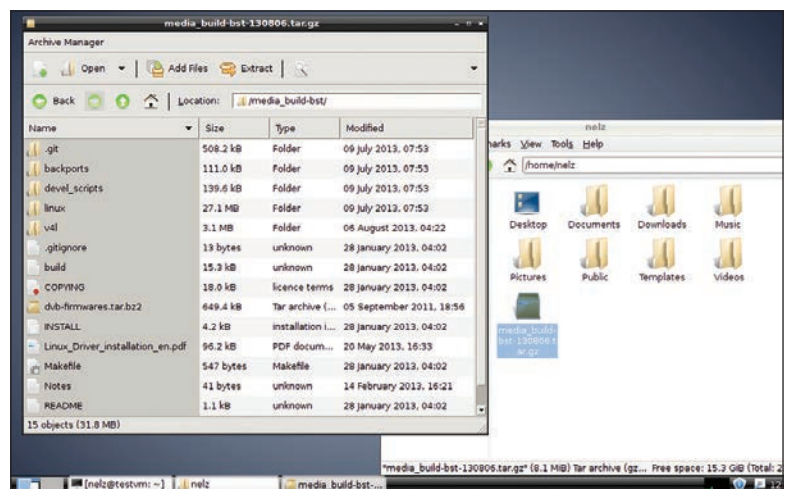 media_build-bst-130806.tar.gz
Archive Manager
Open Add Files Extract
Back Location: /media_build-bst/
Name Size Type Modified
.git 508.2 kB Folder 09 July 2013, 07:53
backports 111.0 kB Folder 09 July 2013, 07:53
devel_scripts 139.6 kB Folder 09 July 2013, 07:53
linux 27.1 MB Folder 09 July 2013, 07:53
v4l 3.1 MB Folder 06 August 2013, 04:22
.gitignore 13 bytes unknown 28 January 2013, 04:02
build 15.3 kB unknown 28 January 2013, 04:02
COPYING 18.0 kB licence terms 28 January 2013, 04:02
dvb-firmwares.tar.bz2 649.4 kB Tar archive (... 05 September 2011, 18:56
INSTALL 4.2 kB installation i... 28 January 2013, 04:02
Linux_Driver_installation_en.pdf 96.2 kB PDF docum... 20 May 2013, 16:33
Makefile 547 bytes Makefile 28 January 2013, 04:02
Notes 41 bytes unknown 14 February 2013, 16:21
README 1.1 kB unknown 28 January 2013, 04:02
15 objects (31.8 MB)
nelz
arks View Tools Help
/home/nelz
Desktop Documents Downloads Music
Pictures Public Templates Videos
media_build-
bst-130806.t
ar.gz
"media_build-bst-130806.tar.gz" (8.1 MiB) Tar archive (gz... Free space: 15.3 GiB (Total: 2
[nelz@testvm: ~] nelz media_build-bst-... 12